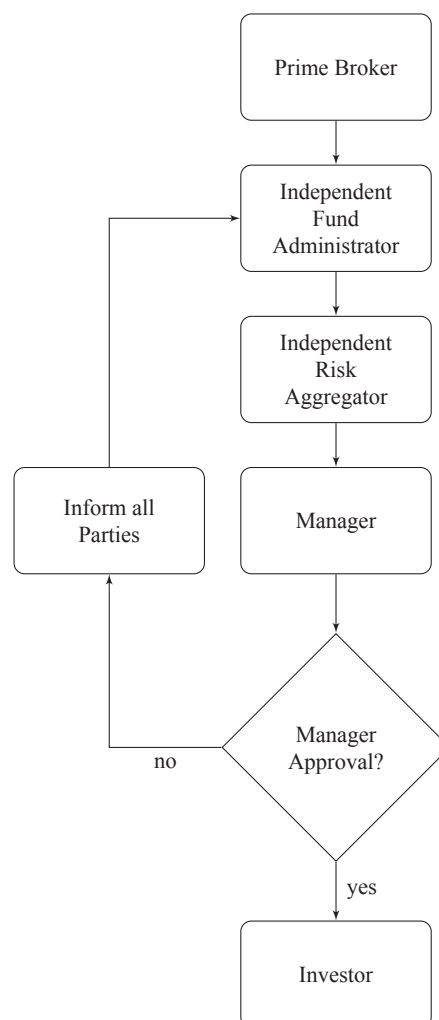 Prime Broker
Independent
Fund
Administrator
Independent
Risk
Aggregator
Inform all
Parties
Manager
Manager
Approval?
no
yes
Investor